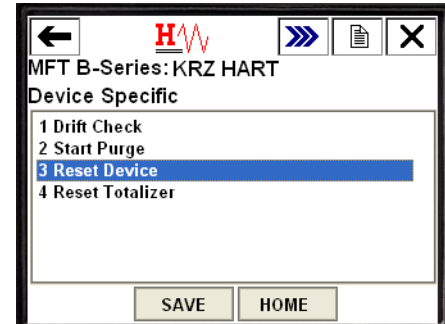 H
MFT B-Series: KRZ HART
Device Specific
1 Drift Check
2 Start Purge
3 Reset Device
4 Reset Totalizer
SAVE HOME